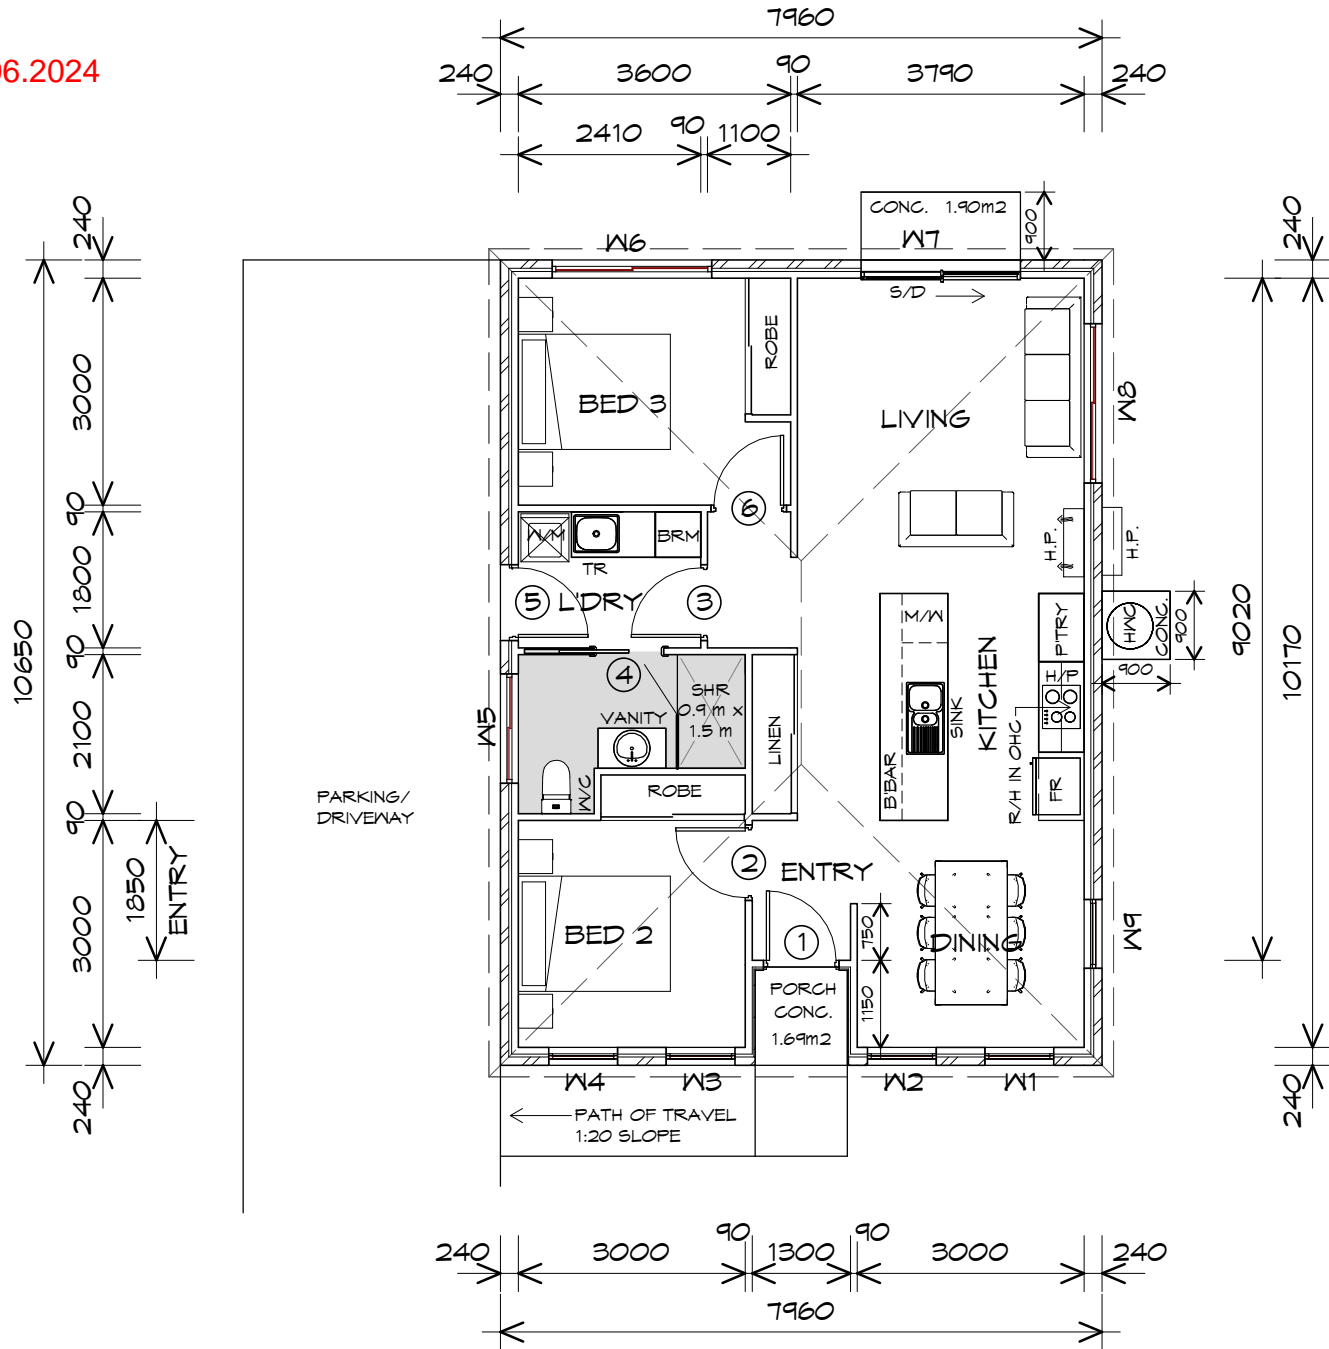 06.2024
7960
240 3600 90 3790 240
2410 90 1100
CONC. 1.90m2
900
W6
W7
S/D
240
3000
90
1800
90
2100
90
3000
240
10650
1850
ENTRY
240
9020
10170
240
ROBE
BED 3
LIVING
W8
6
W/M
BRM
TR
H.P.
H.P.
5
L'DRY
3
M/W
P'TRY
HWC
CONC.
900
900
KITCHEN
4
SHR
0.9 m x
1.5 m
VANITY
W5
H/P
SINK
LINEN
R/H IN OHC
B'BAR
FR
W/C
ROBE
PARKING/
DRIVEWAY
2
ENTRY
BED 2
1
750
DINING
W9
PORCH
CONC.
1.69m2
1150
W4
W3
W2
W1
PATH OF TRAVEL
1:20 SLOPE
240 3000 90 1300 90 3000 240
7960